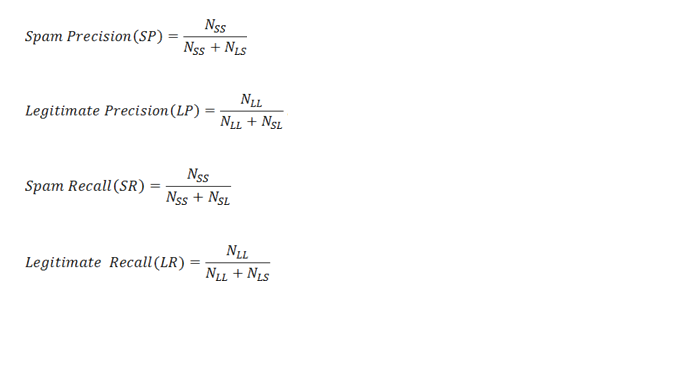 Spam Precision(SP) = N_SS / (N_SS + N_LS)
Legitimate Precision(LP) = N_LL / (N_LL + N_SL)
Spam Recall(SR) = N_SS / (N_SS + N_SL)
Legitimate Recall(LR) = N_LL / (N_LL + N_LS)